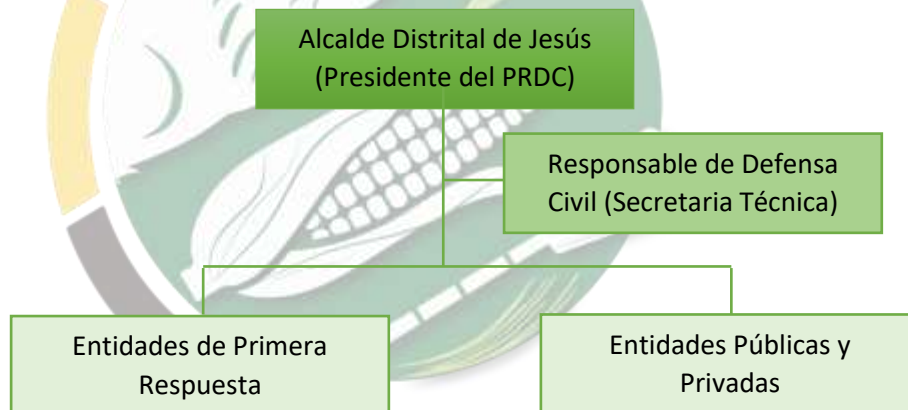 Alcalde Distrital de Jesús
(Presidente del PRDC)
Responsable de Defensa
Civil (Secretaria Técnica)
Entidades de Primera
Respuesta
Entidades Públicas y
Privadas